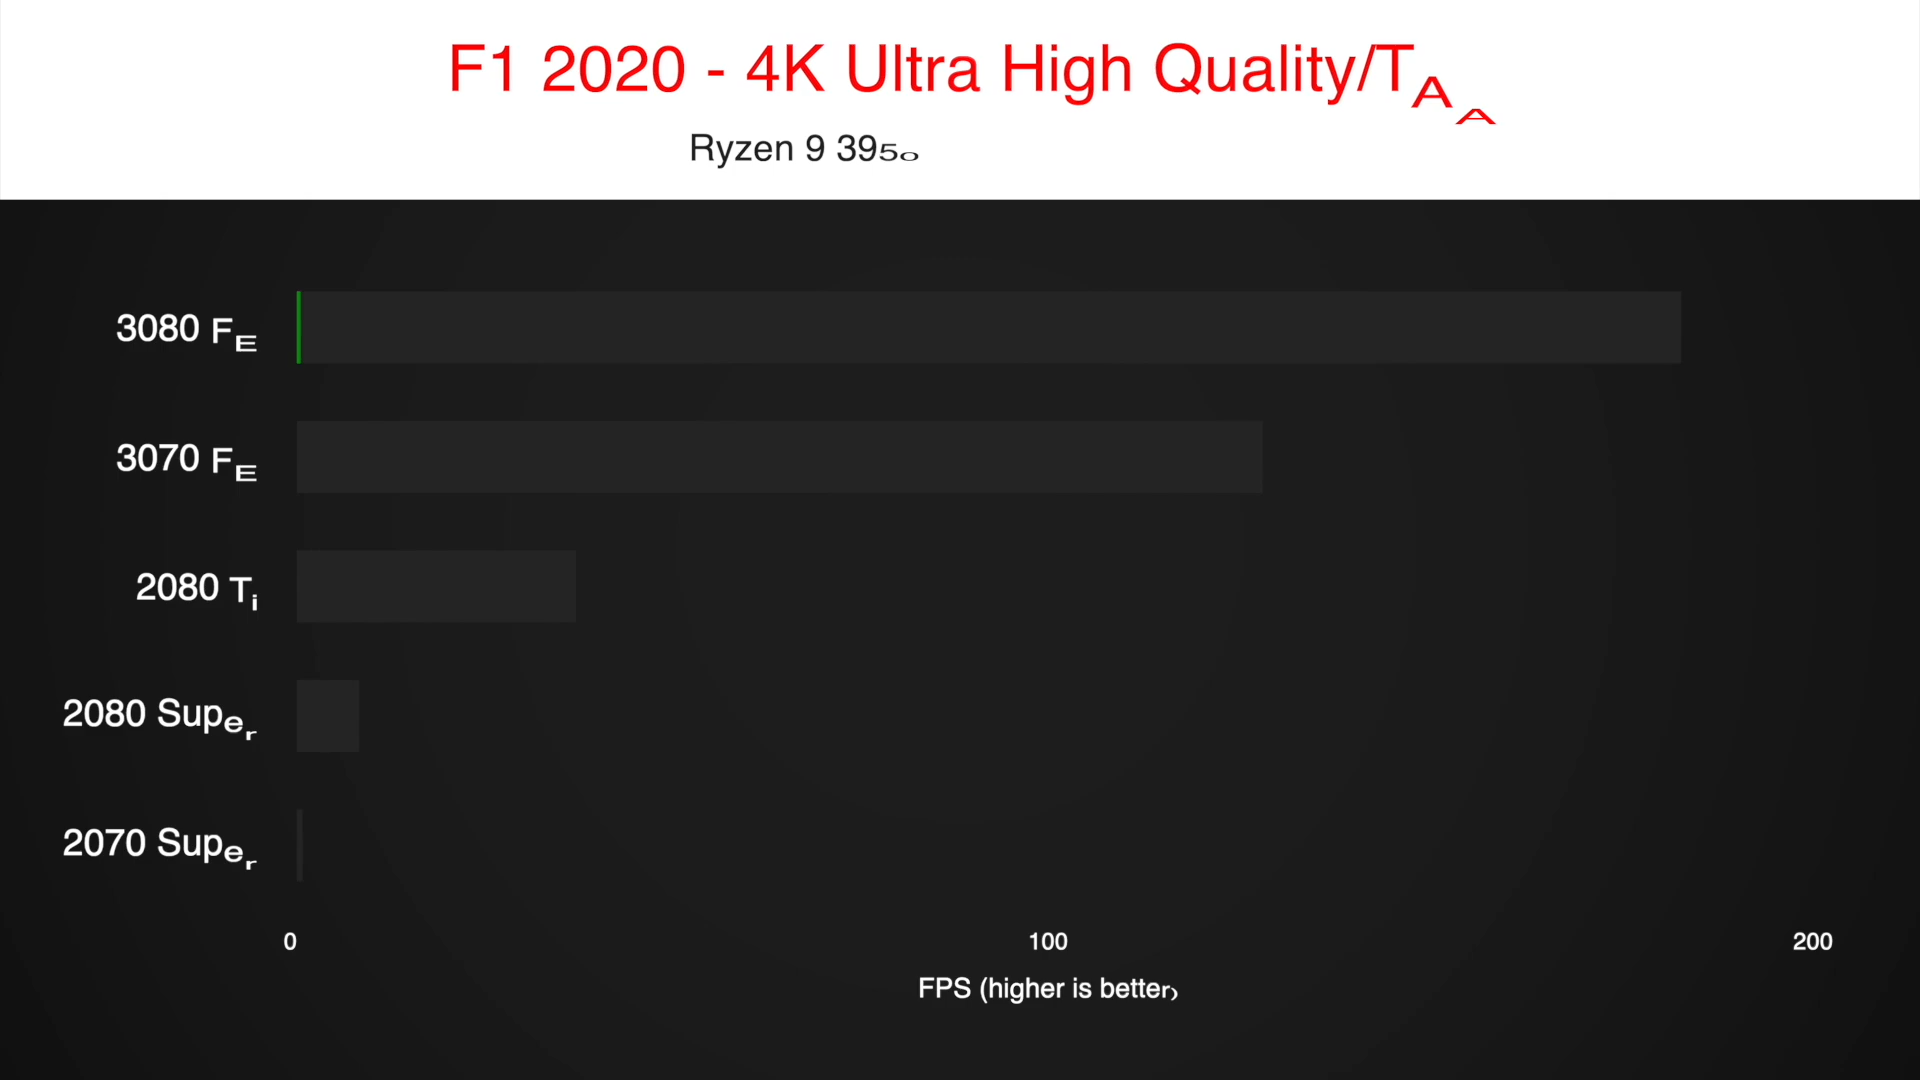 F1 2020 - 4K Ultra High Quality/TAA
Ryzen 9 3950
3080 FE
3070 FE
2080 Ti
2080 Super
2070 Super
0 100 200
FPS (higher is better)